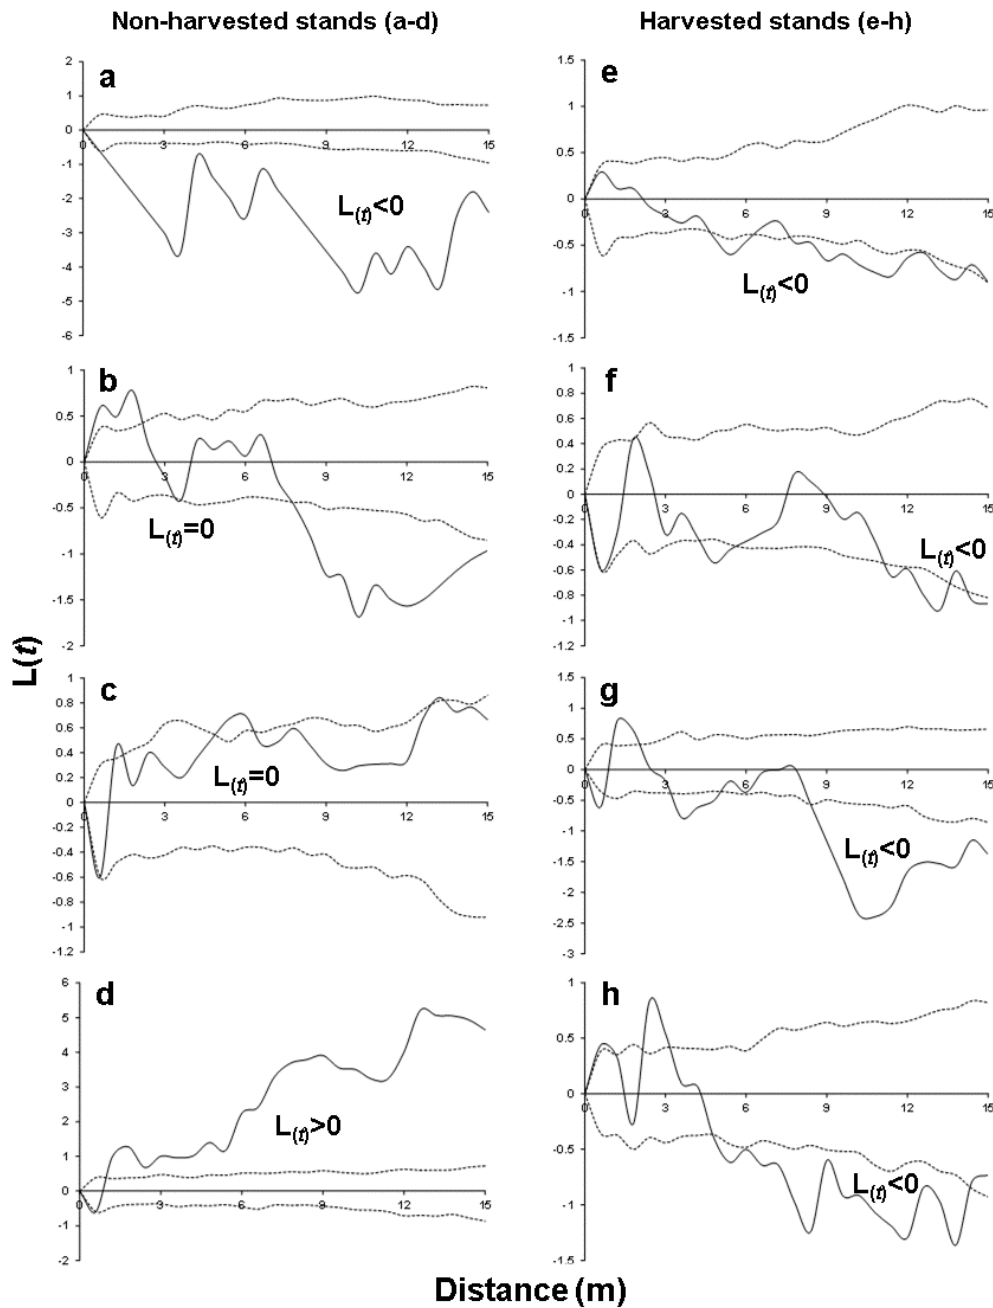 Non-harvested stands (a-d)
Harvested stands (e-h)
a
2
1
0
-1
-2
-3
-4
-5
-6
0 3 6 9 12 15
L(t)<0
e
1.5
1
0.5
0
-0.5
-1
-1.5
0 3 6 9 12 15
L(t)<0
b
1
0.5
0
-0.5
-1
-1.5
-2
0 3 6 9 12 15
L(t)=0
f
1
0.8
0.6
0.4
0.2
0
-0.2
-0.4
-0.6
-0.8
-1
-1.2
0 3 6 9 12 15
L(t)<0
c
1
0.8
0.6
0.4
0.2
0
-0.2
-0.4
-0.6
-0.8
-1
-1.2
0 3 6 9 12 15
L(t)=0
g
1.5
1
0.5
0
-0.5
-1
-1.5
-2
-2.5
-3
0 3 6 9 12 15
L(t)<0
d
6
5
4
3
2
1
0
-1
-2
0 3 6 9 12 15
L(t)>0
h
1
0.5
0
-0.5
-1
-1.5
0 3 6 9 12 15
L(t)<0
L(t)
Distance (m)